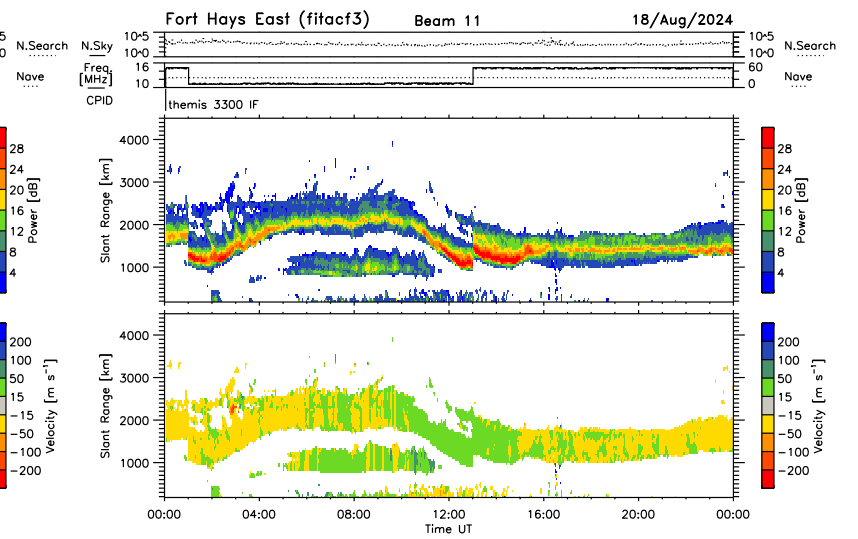 Fort Hays East (fitacf3) Beam 11 18/Aug/2024
5 10^5 10^5
N.Search N.Sky N.Search
0 10^0 10^0
16 60
Nave Freq. [MHz] Nave
10 0
CPID
themis 3300 IF
28 4000 28
24 24
20 3000 20
16 16
12 2000 12
8 8
4 1000 4
Power [dB] Slant Range [km] Power [dB]
200 4000 200
100 100
50 3000 50
15 15
-15 2000 -15
-50 -50
-100 1000 -100
-200 -200
Velocity [m s⁻¹] Slant Range [km] Velocity [m s⁻¹]
00:00 04:00 08:00 12:00 16:00 20:00 00:00
Time UT